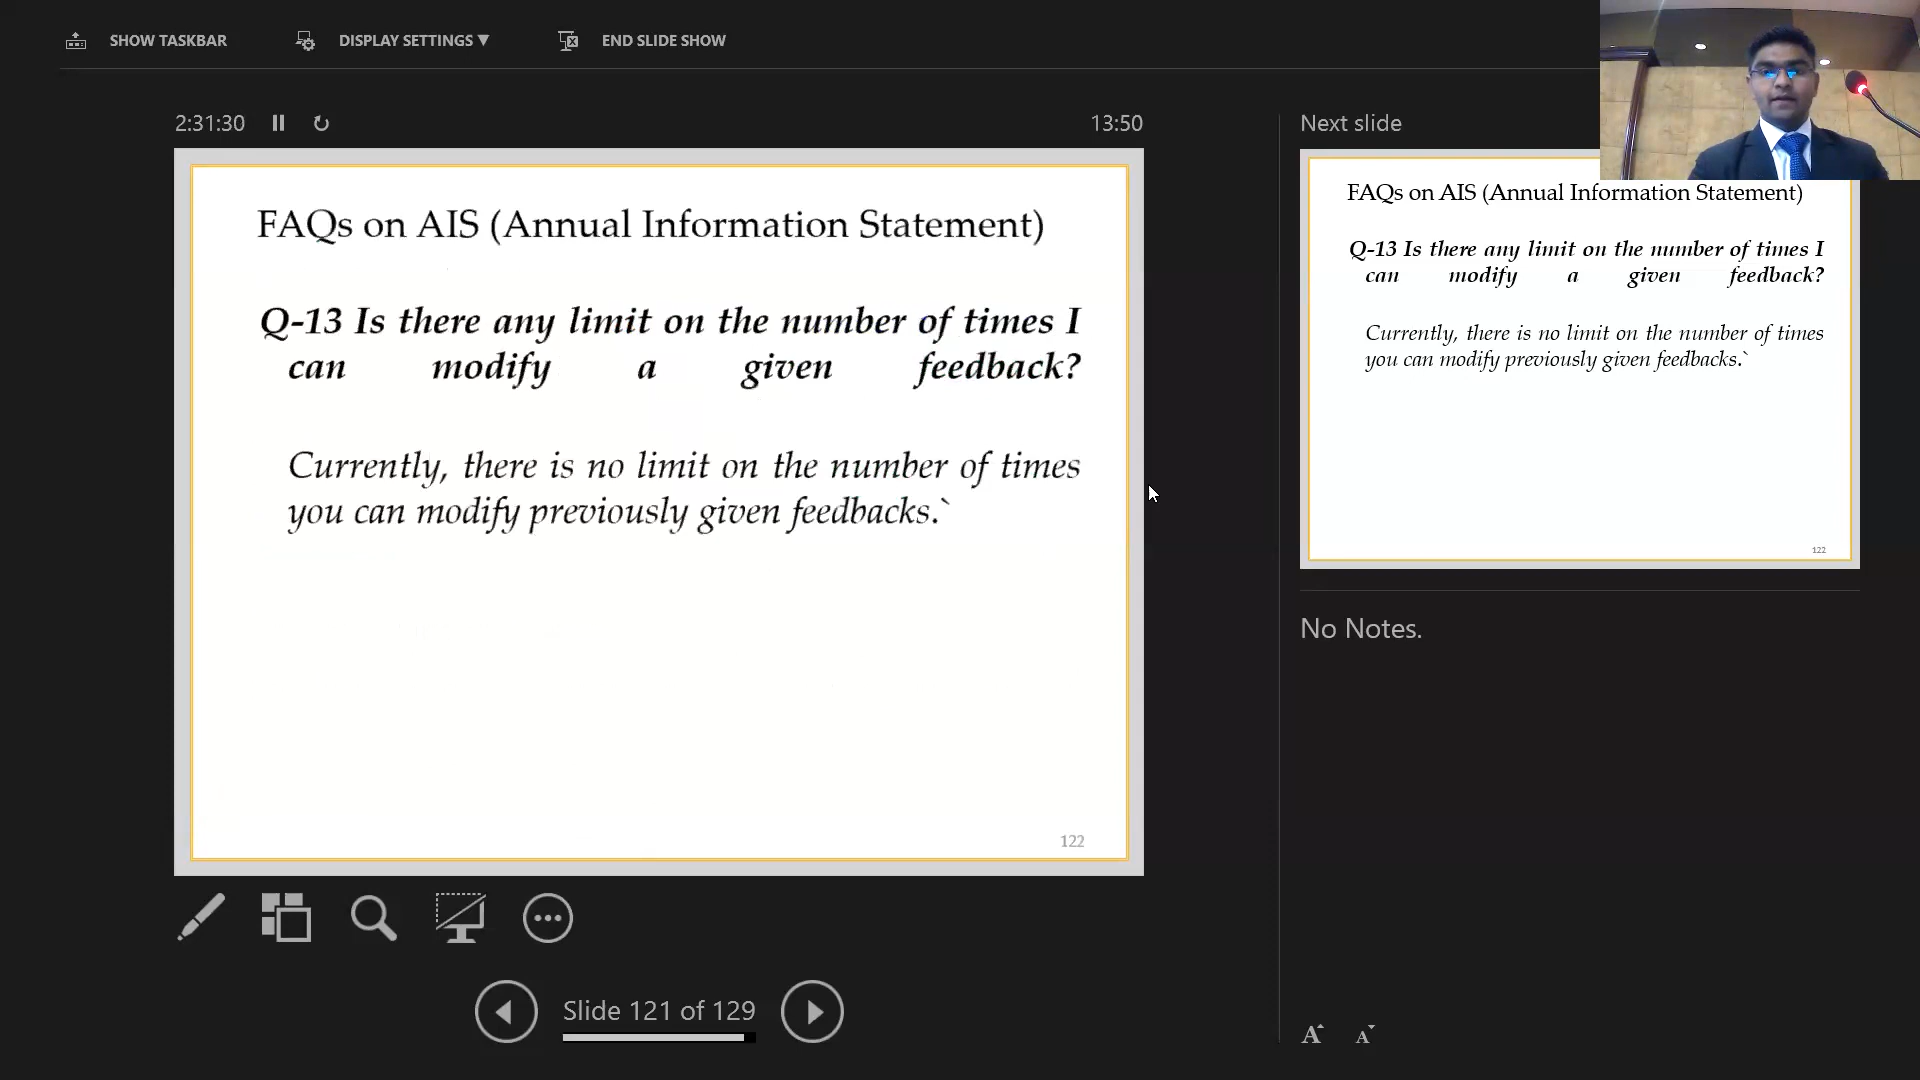 SHOW TASKBAR
DISPLAY SETTINGS ▼
END SLIDE SHOW
2:31:30
13:50
FAQs on AIS (Annual Information Statement)
Q-13 Is there any limit on the number of times I
can modify a given feedback?
Currently, there is no limit on the number of times
you can modify previously given feedbacks.`
122
Slide 121 of 129
Next slide
FAQs on AIS (Annual Information Statement)
Q-13 Is there any limit on the number of times I
can modify a given feedback?
Currently, there is no limit on the number of times
you can modify previously given feedbacks.`
122
No Notes.
A A